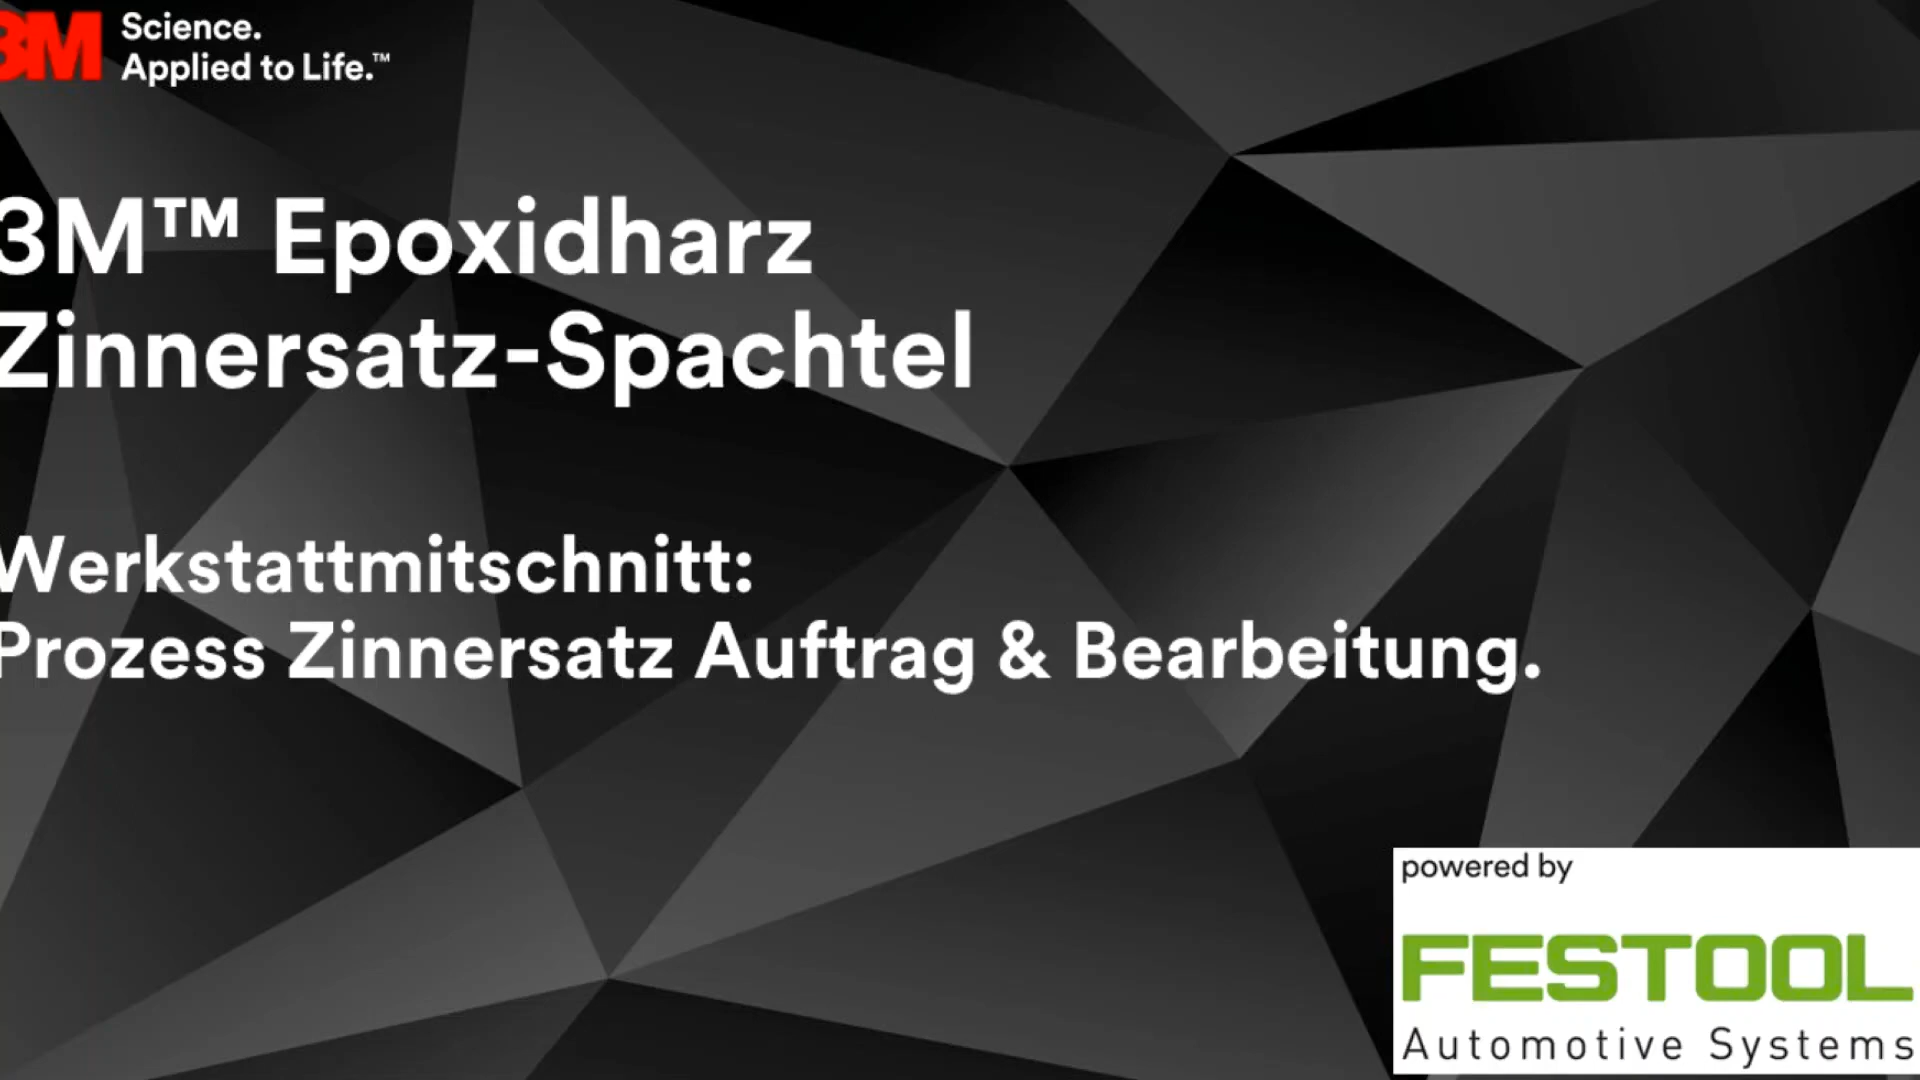 3M Science.
Applied to Life.™
3M™ Epoxidharz
Zinnersatz-Spachtel
Werkstattmitschnitt:
Prozess Zinnersatz Auftrag & Bearbeitung.
powered by
FESTOOL
Automotive Systems